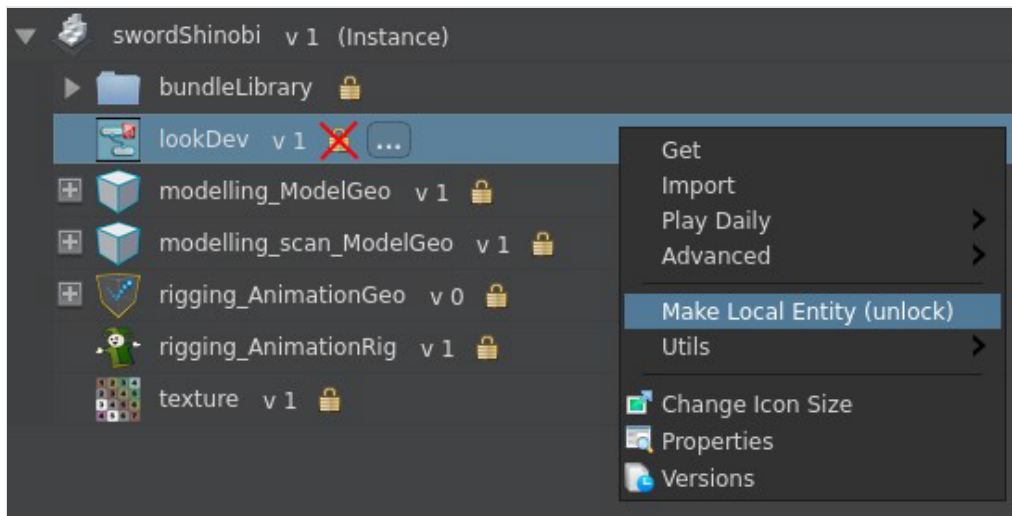 swordShinobi v 1 (Instance)
bundleLibrary
lookDev v 1 ...
modelling_ModelGeo v 1
modelling_scan_ModelGeo v 1
rigging_AnimationGeo v 0
rigging_AnimationRig v 1
texture v 1
Get
Import
Play Daily
Advanced
Make Local Entity (unlock)
Utils
Change Icon Size
Properties
Versions